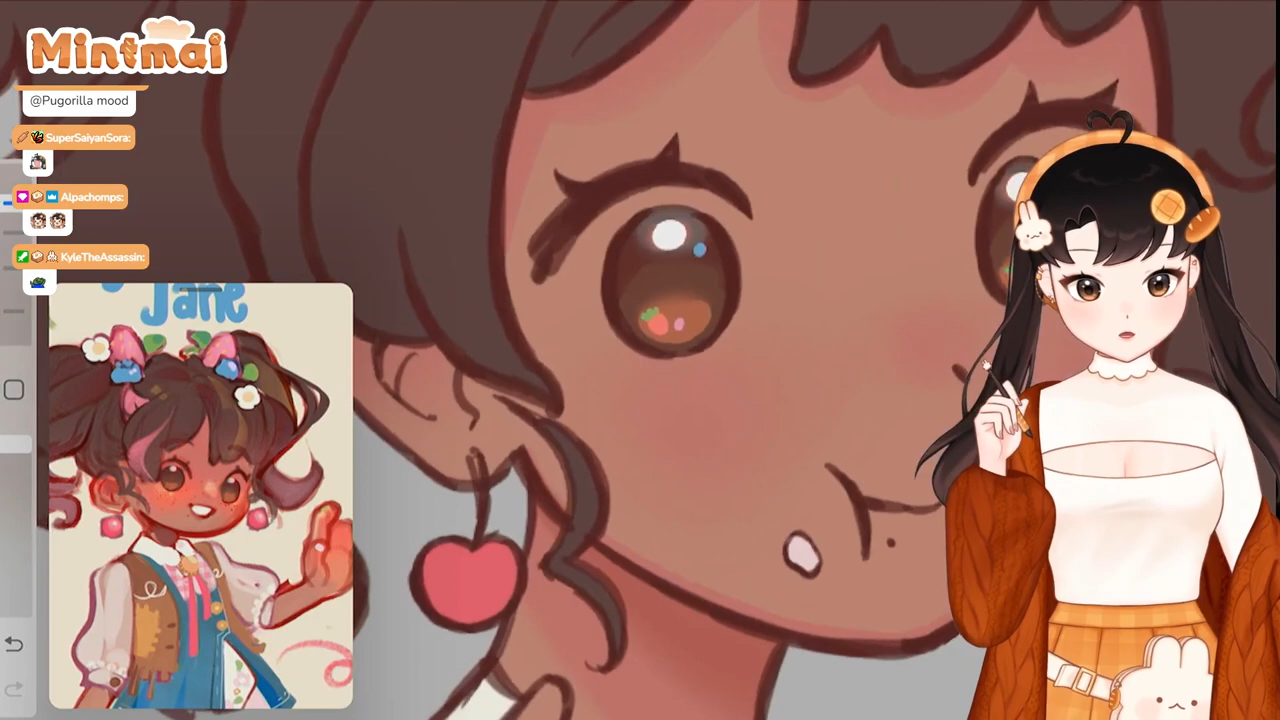 Mintmai
@Pugorilla mood
SuperSaiyanSora:
Alpachomps:
KyleTheAssassin:
Jane